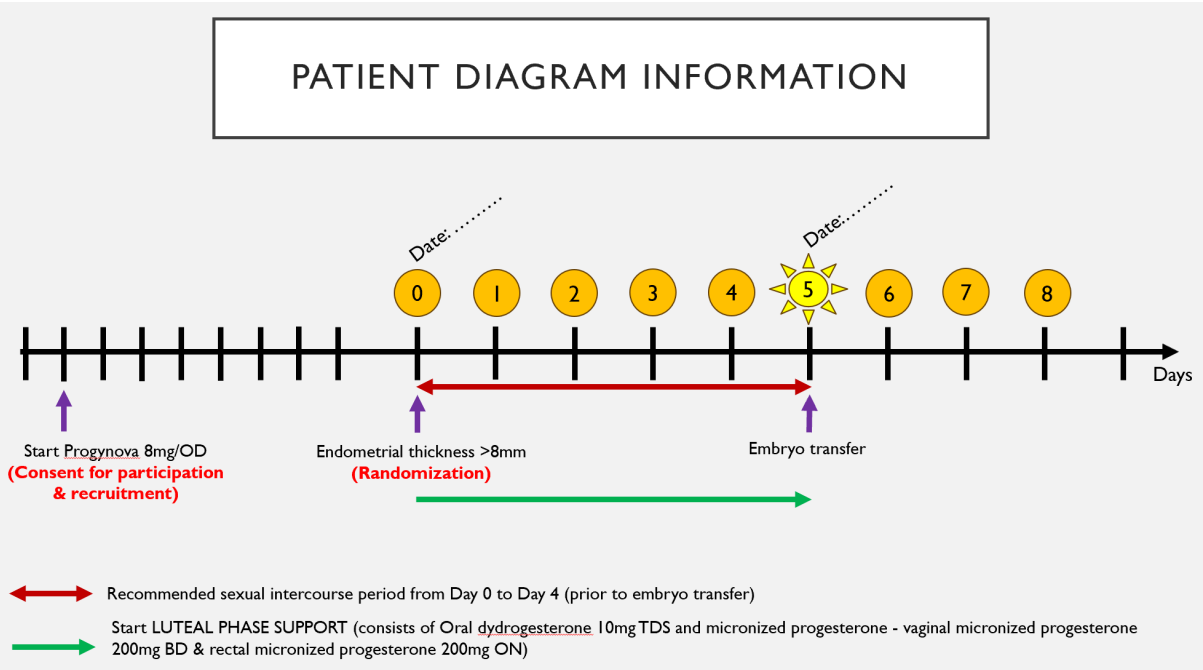 PATIENT DIAGRAM INFORMATION
Date: .........
Date:.........
0 1 2 3 4 5 6 7 8
Days
Start Progynova 8mg/OD
(Consent for participation
& recruitment)
Endometrial thickness >8mm
(Randomization)
Embryo transfer
Recommended sexual intercourse period from Day 0 to Day 4 (prior to embryo transfer)
Start LUTEAL PHASE SUPPORT (consists of Oral dydrogesterone 10mg TDS and micronized progesterone - vaginal micronized progesterone
200mg BD & rectal micronized progesterone 200mg ON)